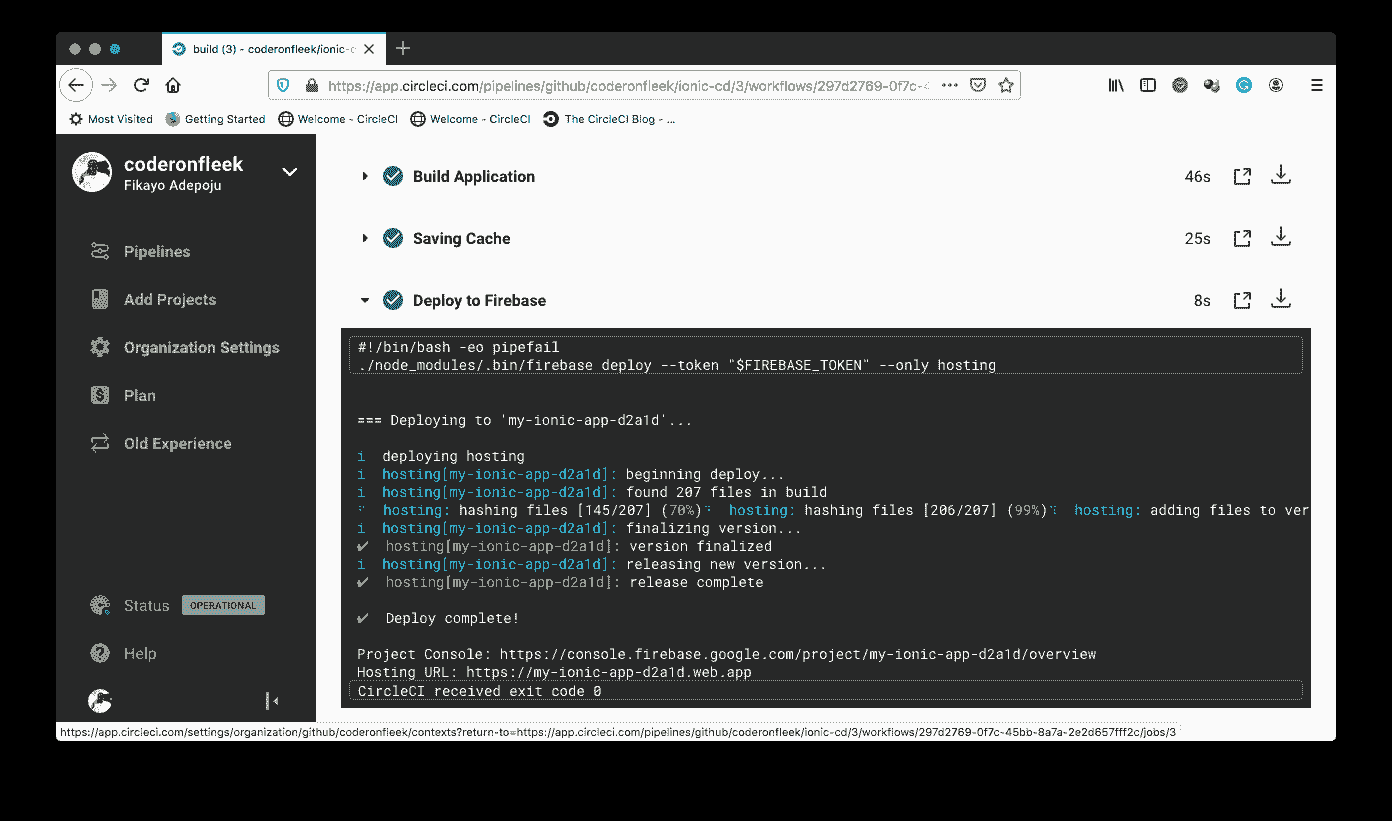 build (3) - coderonfleek/ionic-c
https://app.circleci.com/pipelines/github/coderonfleek/ionic-cd/3/workflows/297d2769-0f7c-4
Most Visited Getting Started Welcome - CircleCI Welcome - CircleCI The CircleCI Blog - ...
coderonfleek
Fikayo Adepoju
Pipelines
Add Projects
Organization Settings
Plan
Old Experience
Status OPERATIONAL
Help
Build Application 46s
Saving Cache 25s
Deploy to Firebase 8s
#!/bin/bash -eo pipefail
./node_modules/.bin/firebase deploy --token "$FIREBASE_TOKEN" --only hosting
=== Deploying to 'my-ionic-app-d2a1d'...
i deploying hosting
i hosting[my-ionic-app-d2a1d]: beginning deploy...
i hosting[my-ionic-app-d2a1d]: found 207 files in build
hosting: hashing files [145/207] (70%) hosting: hashing files [206/207] (99%) hosting: adding files to ver
i hosting[my-ionic-app-d2a1d]: finalizing version...
✔ hosting[my-ionic-app-d2a1d]: version finalized
i hosting[my-ionic-app-d2a1d]: releasing new version...
✔ hosting[my-ionic-app-d2a1d]: release complete
✔ Deploy complete!
Project Console: https://console.firebase.google.com/project/my-ionic-app-d2a1d/overview
Hosting URL: https://my-ionic-app-d2a1d.web.app
CircleCI received exit code 0
https://app.circleci.com/settings/organization/github/coderonfleek/contexts?return-to=https://app.circleci.com/pipelines/github/coderonfleek/ionic-cd/3/workflows/297d2769-0f7c-45bb-8a7a-2e2d657fff2c/jobs/3